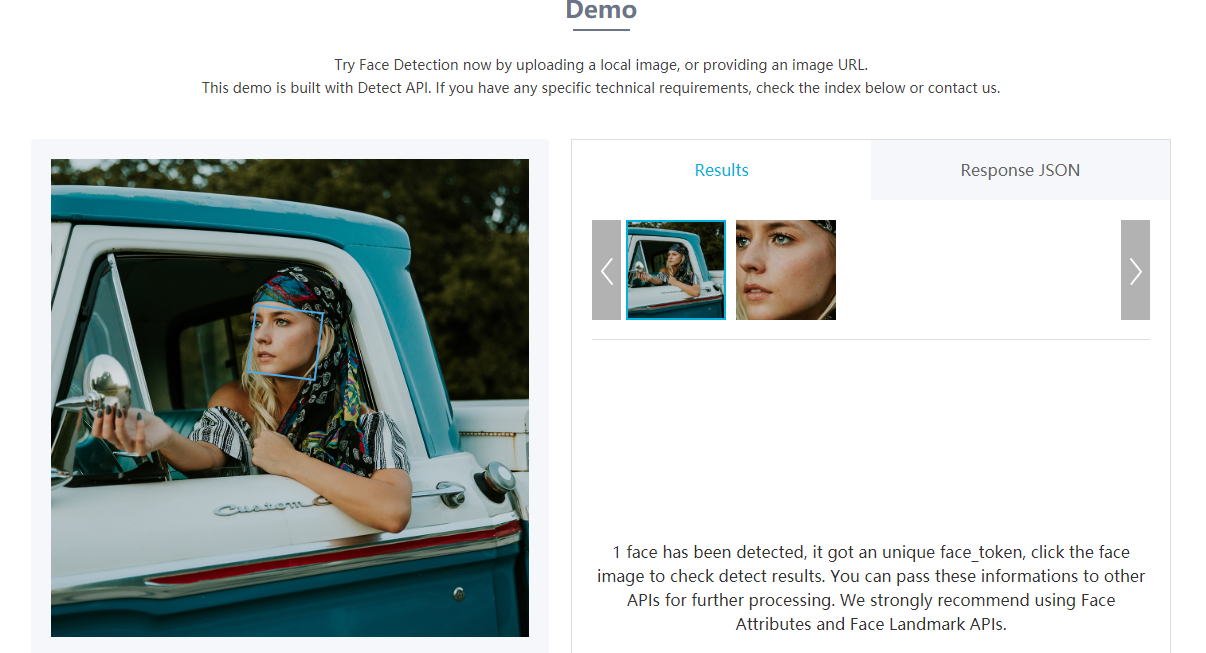 Demo
Try Face Detection now by uploading a local image, or providing an image URL.
This demo is built with Detect API. If you have any specific technical requirements, check the index below or contact us.
Results
Response JSON
Custom
1 face has been detected, it got an unique face_token, click the face
image to check detect results. You can pass these informations to other
APIs for further processing. We strongly recommend using Face
Attributes and Face Landmark APIs.